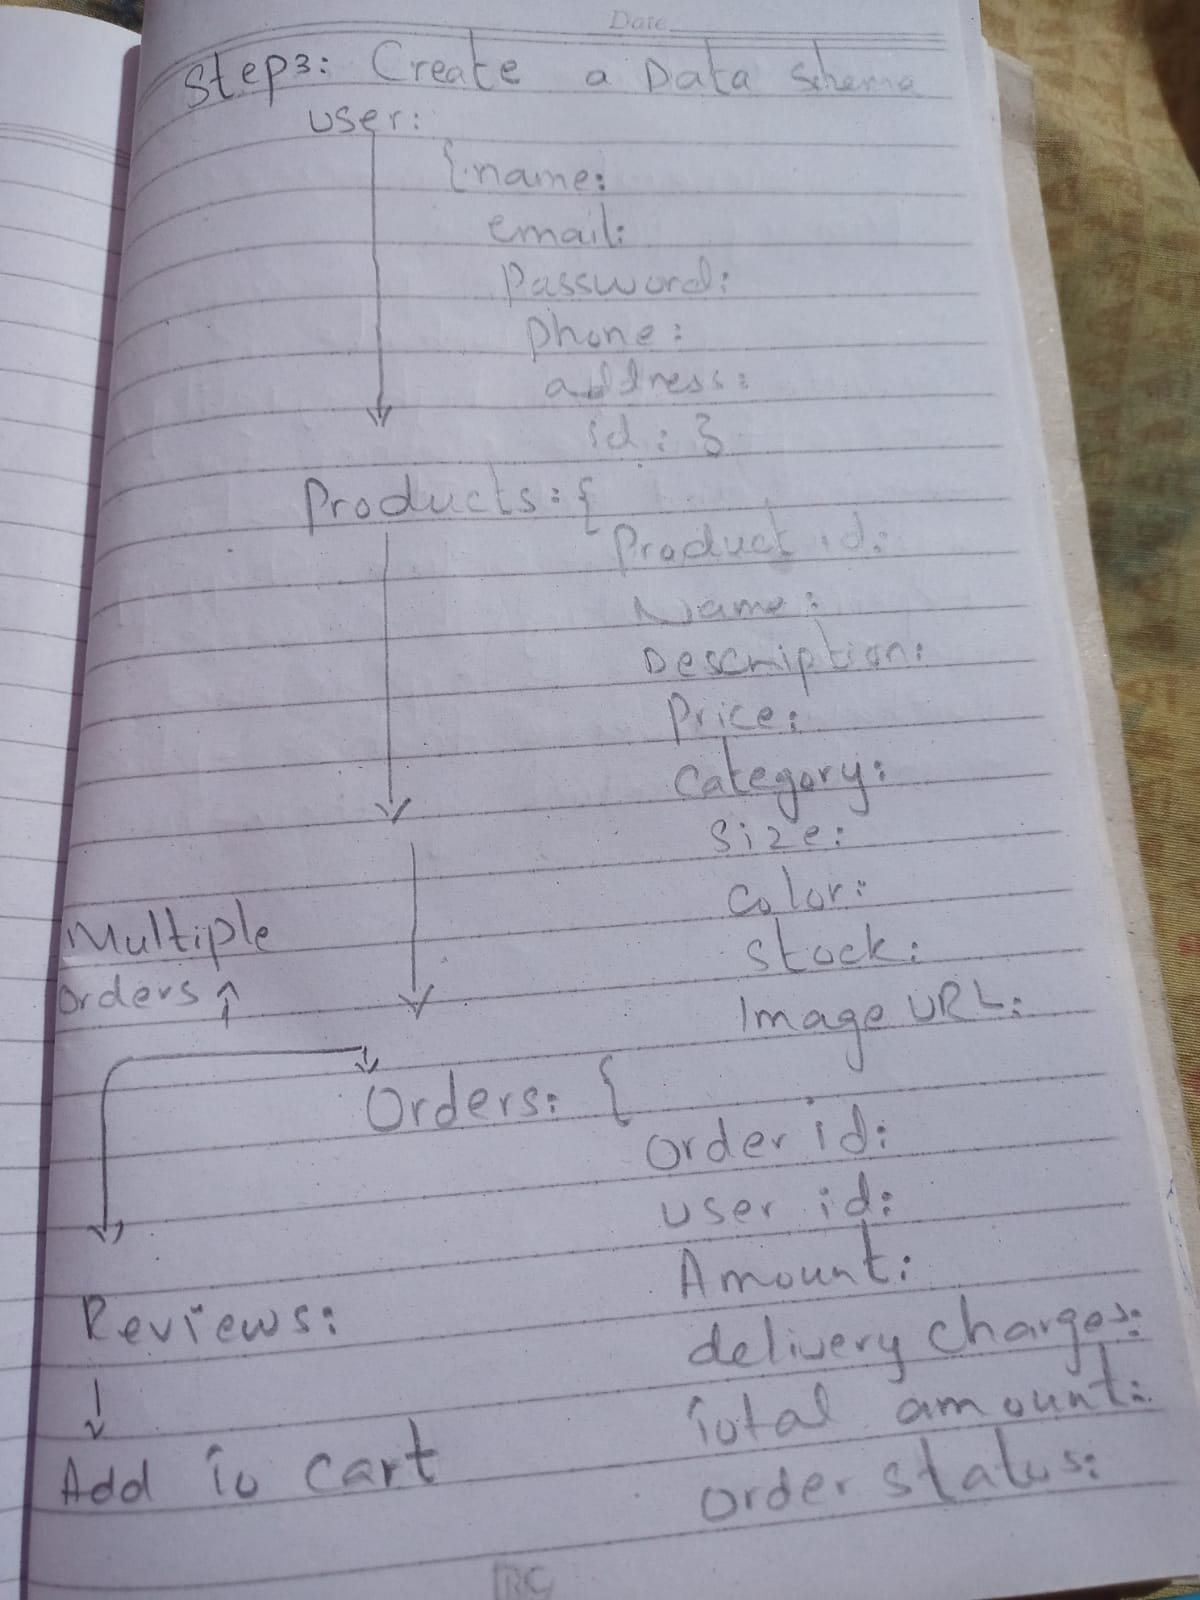 Date
Step3: Create a Data Schema
user:
{name:
email:
Password:
phone:
address:
id: }
Products: {
Product id:
Name:
Description:
Price:
Category:
Size:
Color:
Stock:
Image URL:
Multiple
orders ↑
Orders: {
order id:
user id:
Amount:
delivery charges:
Total amount:
order status:
Reviews:
↓
Add To Cart